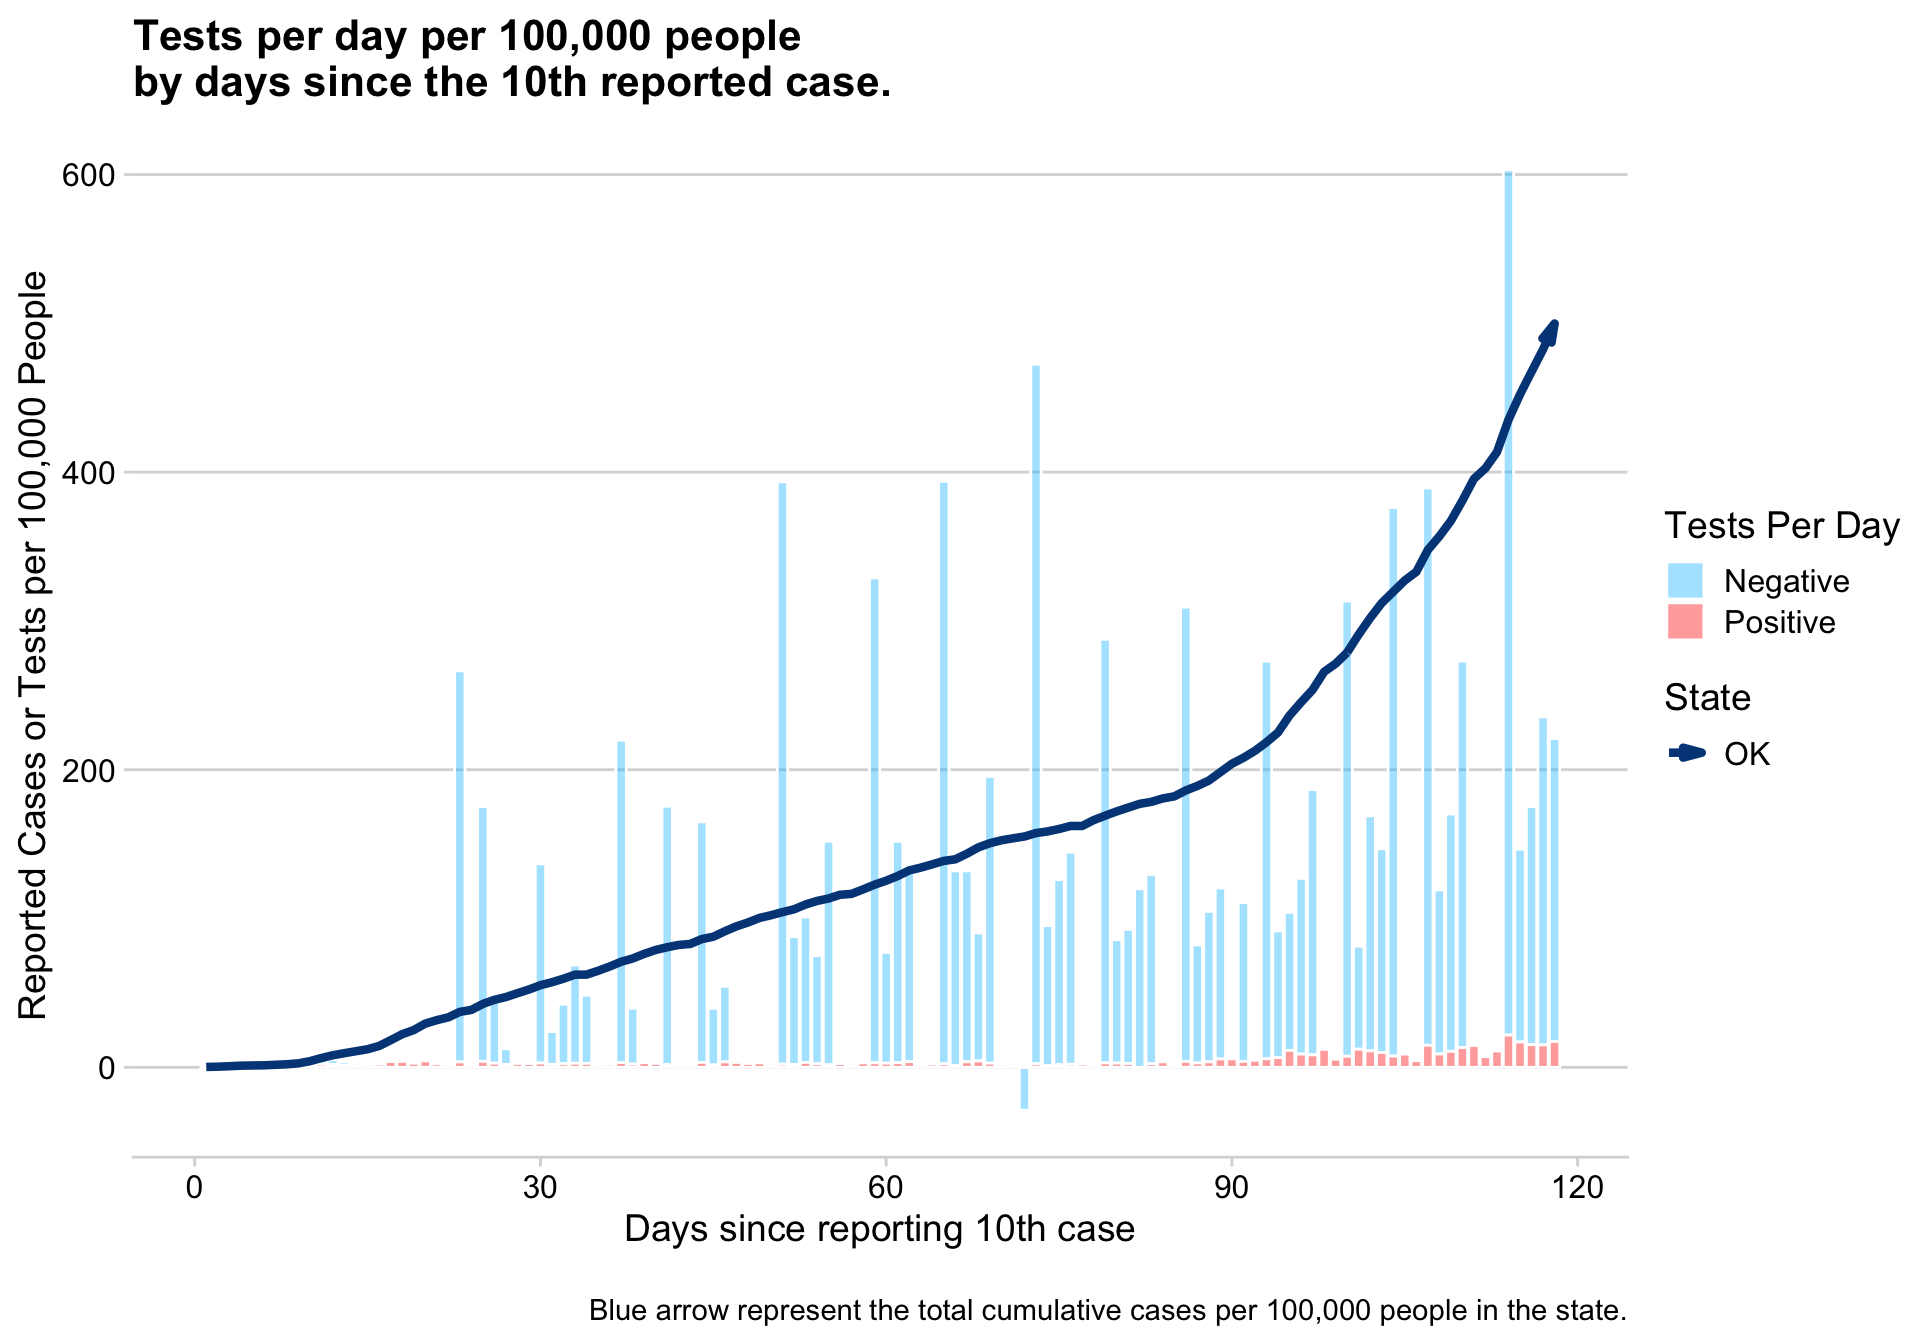 Tests per day per 100,000 people
by days since the 10th reported case.
Reported Cases or Tests per 100,000 People
600
400
200
0
0
30
60
90
120
Days since reporting 10th case
Tests Per Day
Negative
Positive
State
OK
Blue arrow represent the total cumulative cases per 100,000 people in the state.